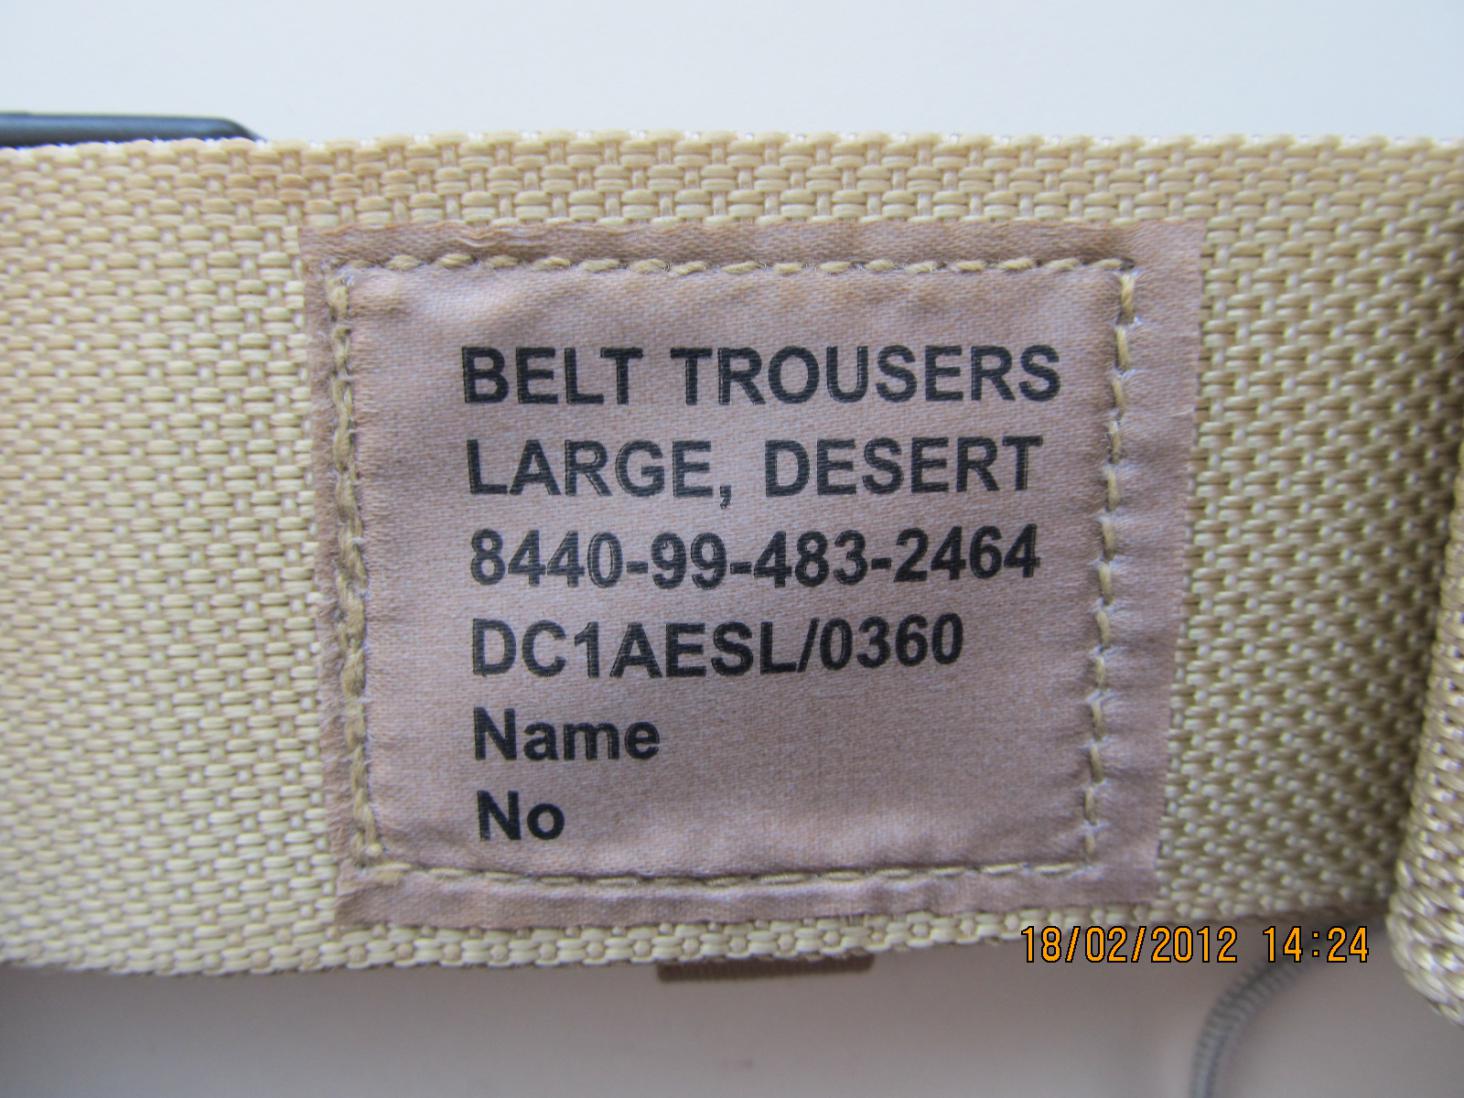 BELT TROUSERS
LARGE, DESERT
8440-99-483-2464
DC1AESL/0360
Name
No
18/02/2012 14:24